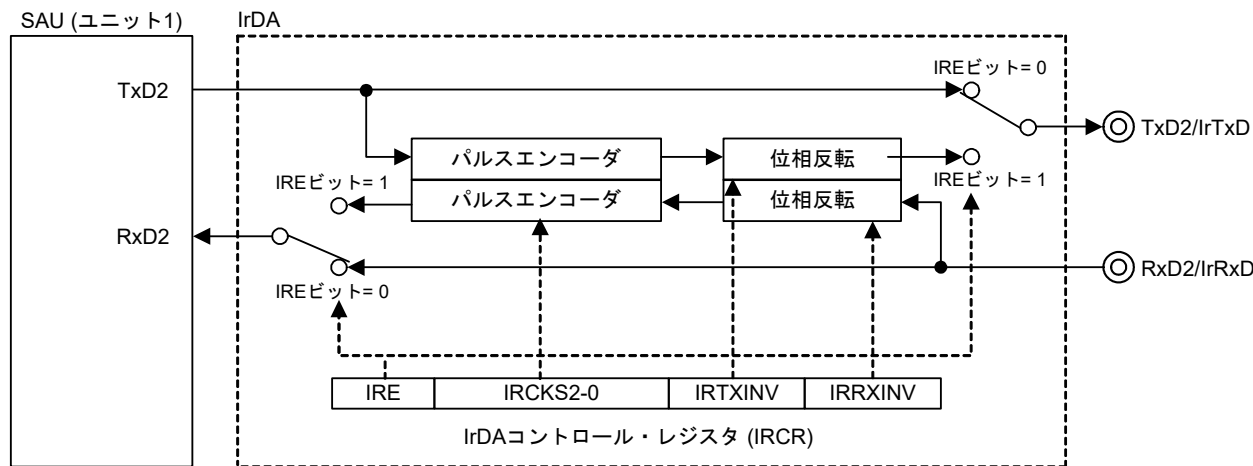 SAU (ユニット1)
IrDA
IREビット= 0
TxD2
TxD2/IrTxD
パルスエンコーダ
位相反転
IREビット= 1
パルスエンコーダ
位相反転
IREビット= 1
RxD2
RxD2/IrRxD
IREビット= 0
IRE
IRCKS2-0
IRTXINV
IRRXINV
IrDAコントロール・レジスタ (IRCR)